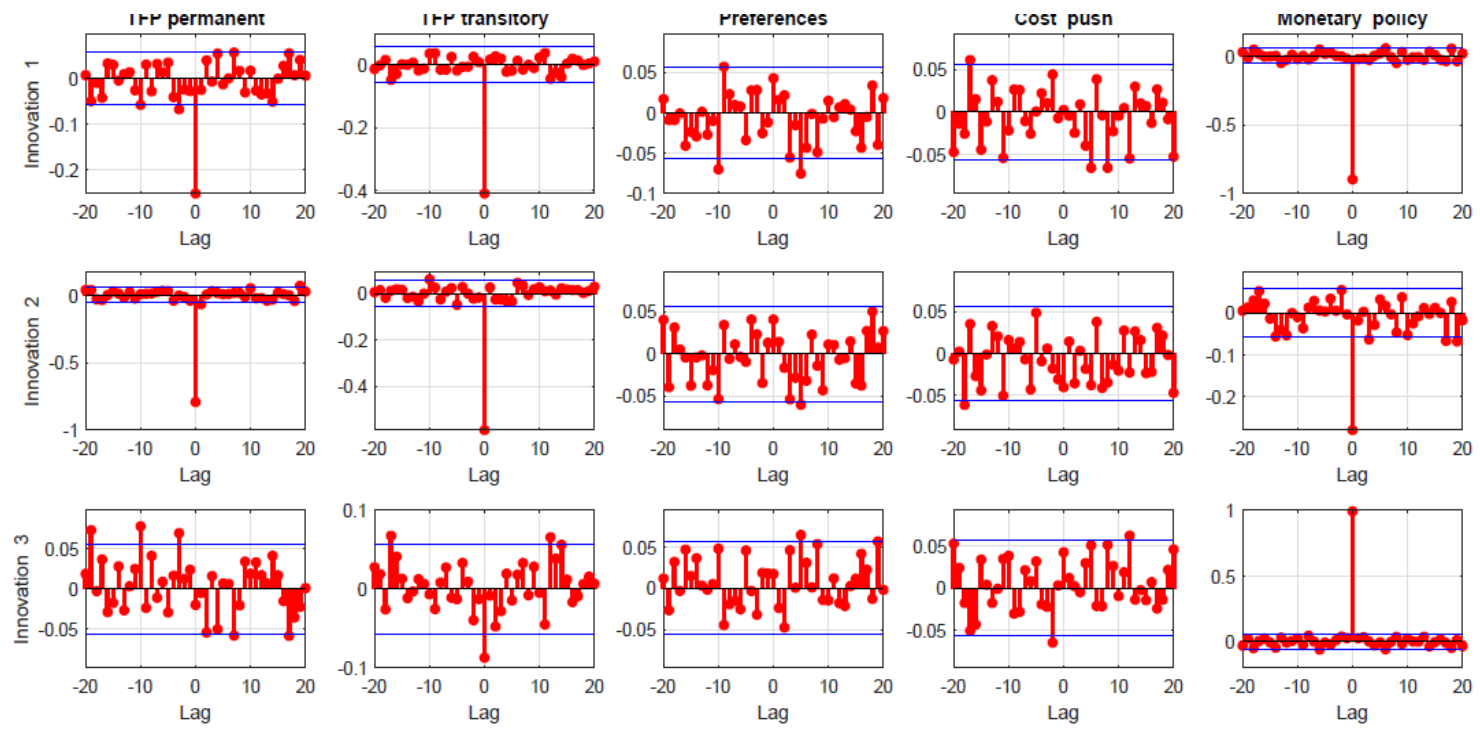 TFP permanent TFP transitory Preferences Cost push Monetary policy
Innovation 1
0 -0.1 -0.2
0.1 0 -0.2 -0.4
0.05 0 -0.05 -0.1
0.05 0 -0.05
0 -0.5 -1
-20 -10 0 10 20 -20 -10 0 10 20 -20 -10 0 10 20 -20 -10 0 10 20 -20 -10 0 10 20
Lag Lag Lag Lag Lag
Innovation 2
0 -0.5 -1
0 -0.2 -0.4
0.05 0 -0.05
0.05 0 -0.05
0 -0.1 -0.2
-20 -10 0 10 20 -20 -10 0 10 20 -20 -10 0 10 20 -20 -10 0 10 20 -20 -10 0 10 20
Lag Lag Lag Lag Lag
Innovation 3
0.05 0 -0.05
0.1 0 -0.1
0.05 0 -0.05
0.05 0 -0.05
1 0.5 0
-20 -10 0 10 20 -20 -10 0 10 20 -20 -10 0 10 20 -20 -10 0 10 20 -20 -10 0 10 20
Lag Lag Lag Lag Lag